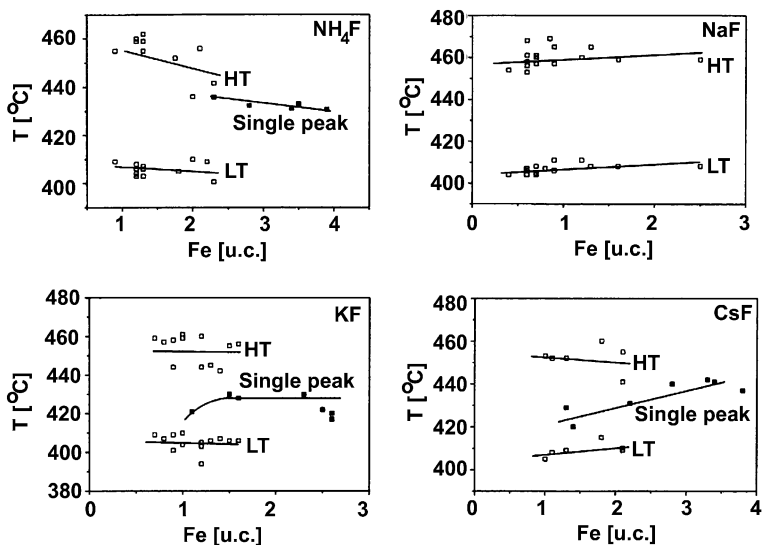 NH₄F
T [°C]
460
440
420
400
HT
Single peak
LT
1 2 3 4
Fe [u.c.]
NaF
T [°C]
480
460
440
420
400
HT
LT
0 1 2 3
Fe [u.c.]
KF
T [°C]
480
460
440
420
400
380
HT
Single peak
LT
0 1 2 3
Fe [u.c.]
CsF
T [°C]
480
460
440
420
400
HT
Single peak
LT
0 1 2 3 4
Fe [u.c.]